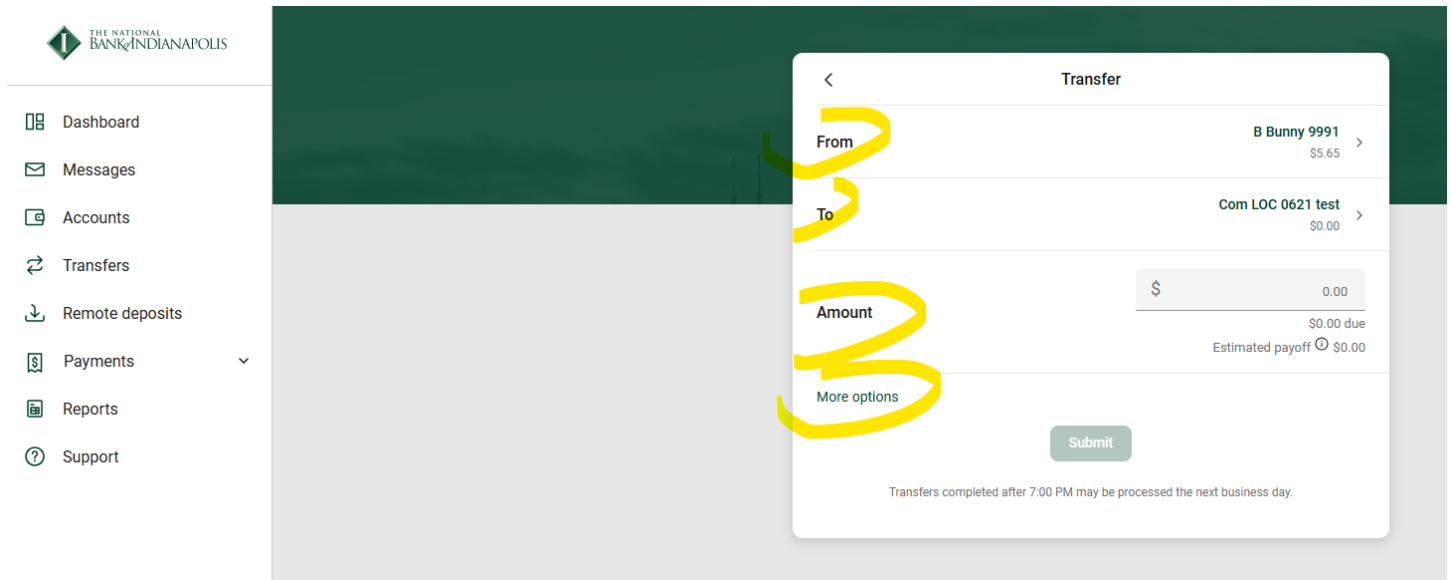 THE NATIONAL
BANK of INDIANAPOLIS
Dashboard
Messages
Accounts
Transfers
Remote deposits
Payments
Reports
Support
Transfer
From
B Bunny 9991
$5.65
To
Com LOC 0621 test
$0.00
Amount
$ 0.00
$0.00 due
Estimated payoff $0.00
More options
Submit
Transfers completed after 7:00 PM may be processed the next business day.